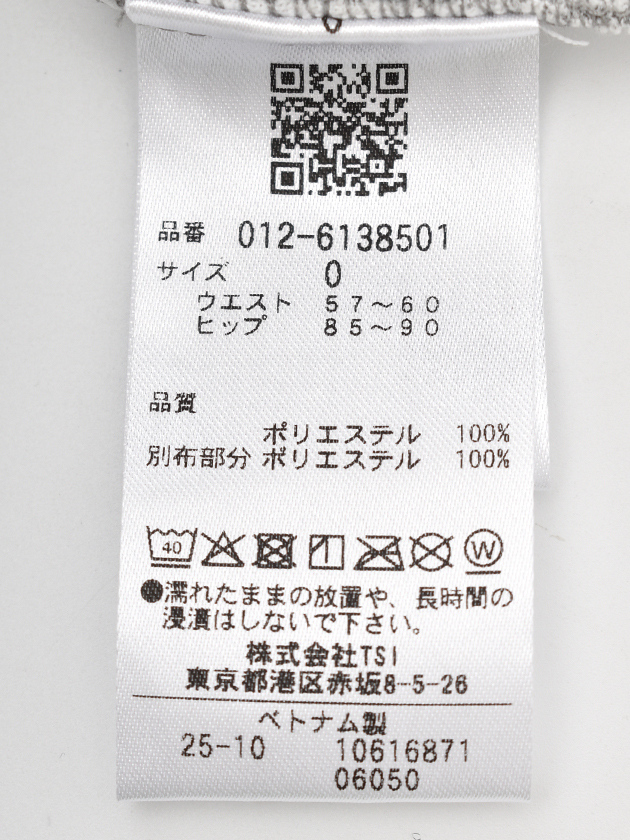 品番 012-6138501
サイズ 0
ウエスト 57～60
ヒップ 85～90
品質
ポリエステル 100%
別布部分 ポリエステル 100%
40 W
●濡れたままの放置や、長時間の
浸漬はしないで下さい。
株式会社TSI
東京都港区赤坂8-5-26
ベトナム製
25-10 10616871
06050